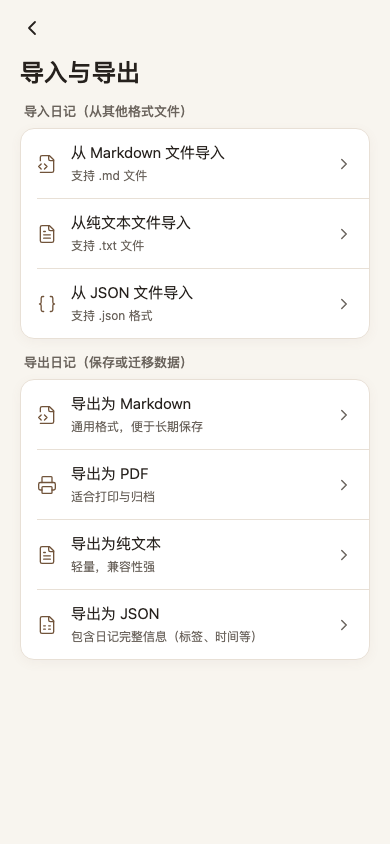 导入与导出
导入日记（从其他格式文件）
从 Markdown 文件导入
支持 .md 文件
从纯文本文件导入
支持 .txt 文件
从 JSON 文件导入
支持 .json 格式
导出日记（保存或迁移数据）
导出为 Markdown
通用格式，便于长期保存
导出为 PDF
适合打印与归档
导出为纯文本
轻量，兼容性强
导出为 JSON
包含日记完整信息（标签、时间等）